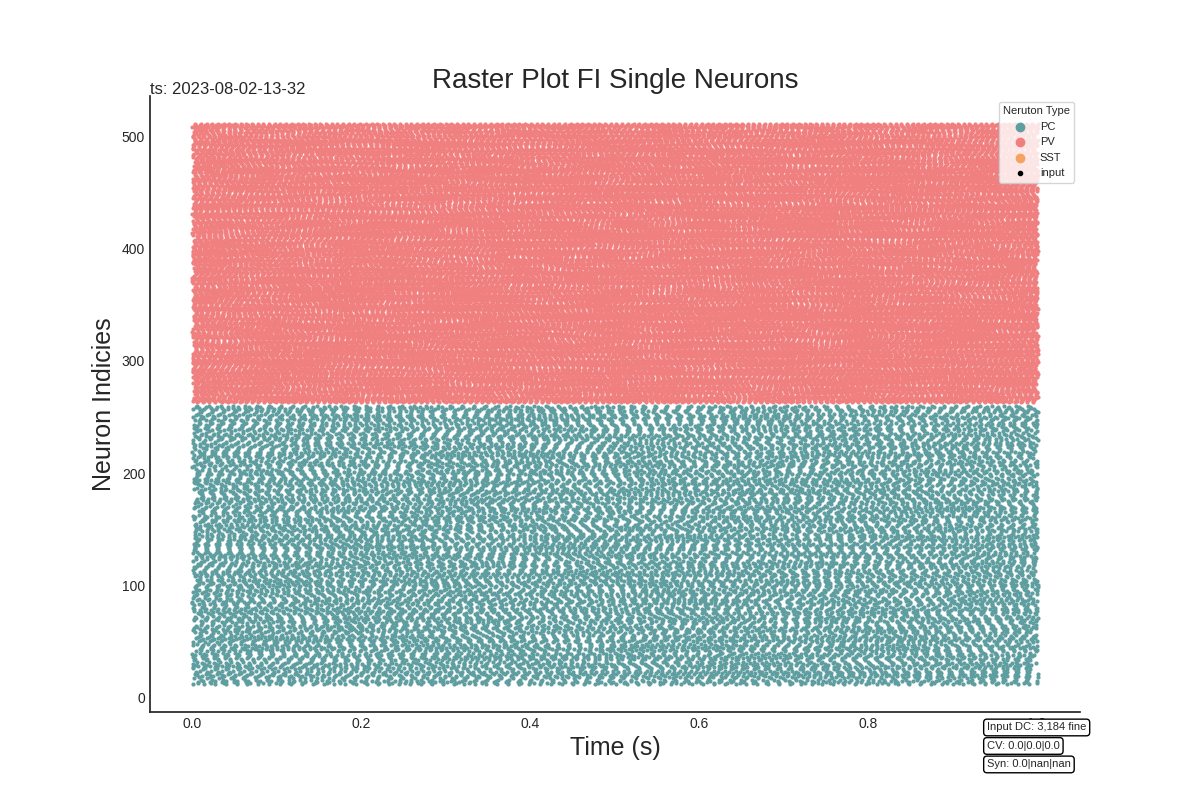 Raster Plot FI Single Neurons
ts: 2023-08-02-13-32
Neruton Type
PC
PV
SST
input
500
400
300
200
100
0
Neuron Indicies
0.0 0.2 0.4 0.6 0.8
Time (s)
Input DC: 3,184 fine
CV: 0.0|0.0|0.0
Syn: 0.0|nan|nan